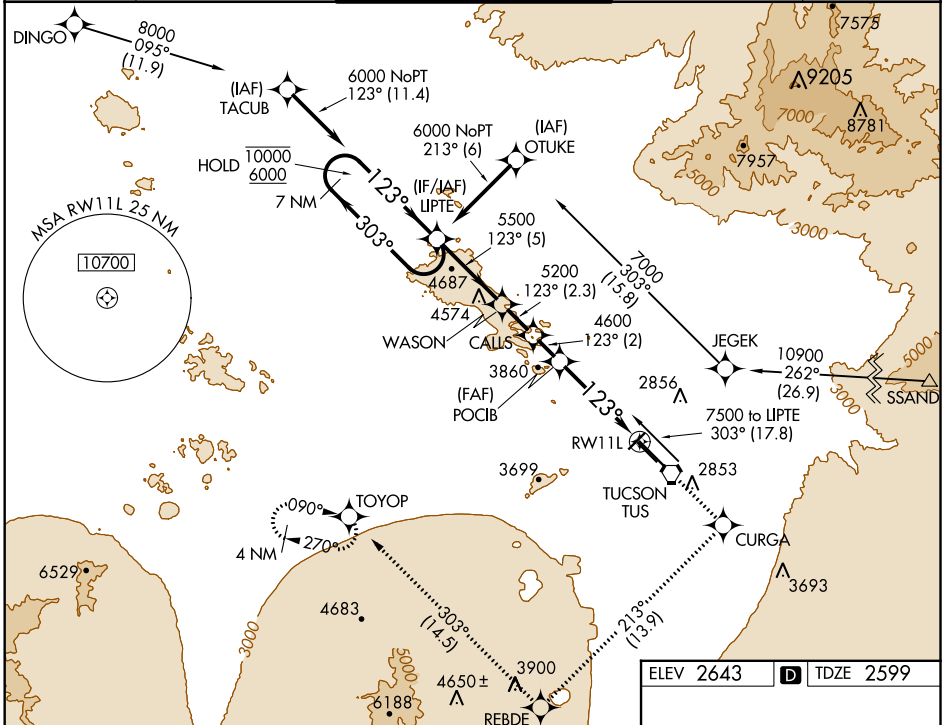 DINGO
8000
095°
(11.9)
(IAF)
TACUB
6000 NoPT
123° (11.4)
7575
9205
7000
8781
7957
5000
3000
6000 NoPT
213° (6)
(IAF)
OTUKE
HOLD
10000
6000
7 NM
123°
303°
(IF/IAF)
LIPTE
MSA RW11L 25 NM
10700
5500
123° (5)
4687
4574
5200
123° (2.3)
WASON
CALLS
4600
123° (2)
3860
(FAF)
POCIB
123°
7000
303°
(15.8)
JEGEK
10900
262°
(26.9)
5000
SSAND
3000
2856
7500 to LIPTE
303° (17.8)
RW11L
3699
2853
TUCSON
TUS
TOYOP
090°
270°
4 NM
CURGA
3693
6529
4683
3000
303°
(14.5)
213°
(13.9)
5000
4650±
3900
6188
REBDE
ELEV 2643
D
TDZE 2599